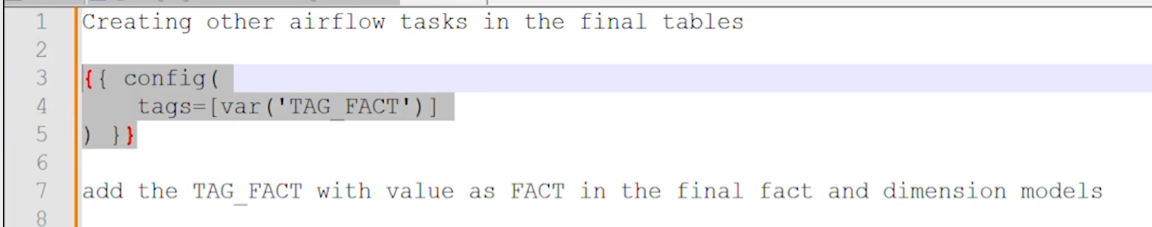 1 Creating other airflow tasks in the final tables
2
3 {{ config(
4 tags=[var('TAG_FACT')]
5 ) }}
6
7 add the TAG_FACT with value as FACT in the final fact and dimension models
8